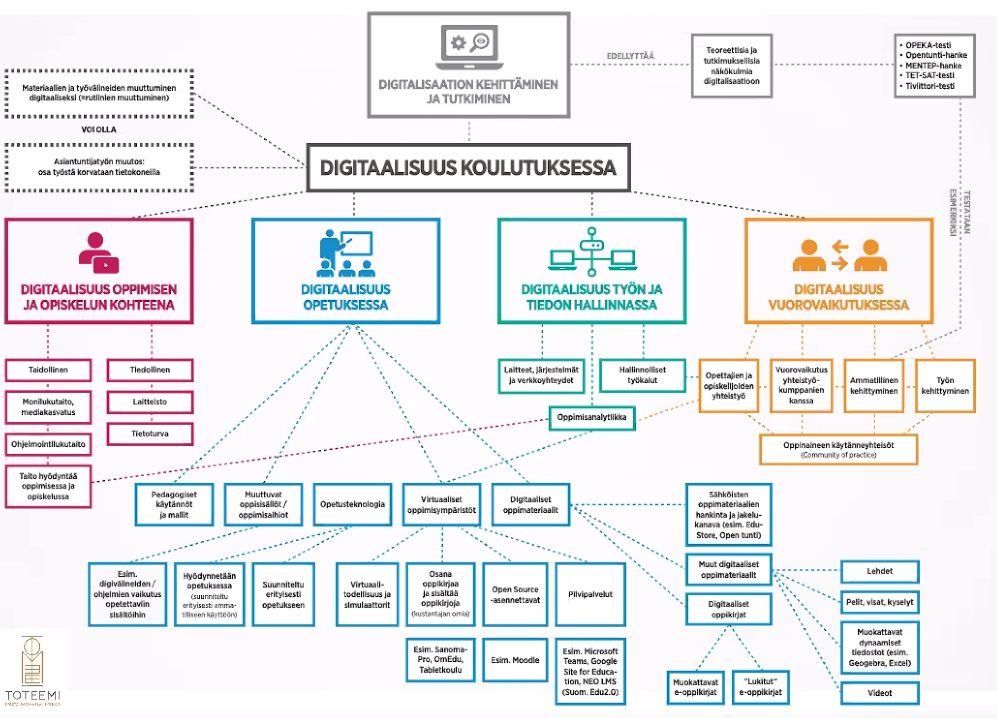 DIGITALISAATION KEHITTÄMINEN
JA TUTKIMINEN
EDELLYTTÄÄ
Teoreettisia ja
tutkimuksellisia
näkökulmia
digitalisaatioon
• OPEKA-testi
• Opentunti-hanke
• MENTEP-hanke
• TET-SAT-testi
• Tiviittori-testi
TESTATAAN
ESIMERKIKSI
Materiaalien ja työvälineiden muuttuminen
digitaaliseksi (=rutiinien muuttuminen)
VOI OLLA
Asiantuntijatyön muutos:
osa työstä korvataan tietokoneilla
DIGITAALISUUS KOULUTUKSESSA
DIGITAALISUUS OPPIMISEN
JA OPISKELUN KOHTEENA
DIGITAALISUUS
OPETUKSESSA
DIGITAALISUUS TYÖN JA
TIEDON HALLINNASSA
DIGITAALISUUS
VUOROVAIKUTUKSESSA
Taidollinen
Monilukutaito,
mediakasvatus
Ohjelmointilukutaito
Taito hyödyntää
oppimisessa ja
opiskelussa
Tiedollinen
Laitteisto
Tietoturva
Laitteet, järjestelmät
ja verkkoyhteydet
Hallinnolliset
työkalut
Oppimisanalytiikka
Opettajien ja
opiskelijoiden
yhteistyö
Vuorovaikutus
yhteistyö-
kumppanien
kanssa
Ammatillinen
kehittyminen
Työn
kehittyminen
Oppinaineen käytänneyhteisöt
(Community of practice)
Pedagogiset
käytännöt
ja mallit
Muuttuvat
oppisisällöt /
oppimisaihiot
Opetusteknologia
Virtuaaliset
oppimisympäristöt
Digitaaliset
oppimateriaalit
Esim.
digivälineiden /
ohjelmien vaikutus
opetettaviin
sisältöihin
Hyödynnetään
opetuksessa
(suunniteltu
erityisesti amma-
tilliseen käyttöön)
Suunniteltu
erityisesti
opetukseen
Virtuaali-
todellisuus ja
simulaattorit
Osana
oppikirjaa ja
sisältää
oppikirjoja
(kustantajan omia)
Open Source
-asennettavat
Pilvipalvelut
Esim. Sanoma-
Pro, OmEdu,
Tabletkoulu
Esim. Moodle
Esim. Microsoft
Teams, Google
Site for Educa-
tion, NEO LMS
(Suom. Edu2.0)
Sähköisten
oppimateriaalien
hankinta ja jakelu-
kanava (esim. Edu-
Store, Open tunti)
Muut digitaaliset
oppimateriaalit
Digitaaliset
oppikirjat
Muokattavat
e-oppikirjat
"Lukitut"
e-oppikirjat
Lehdet
Pelit, visat, kyselyt
Muokattavat
dynaamiset
tiedostot (esim.
Geogebra, Excel)
Videot
TOTEEMI